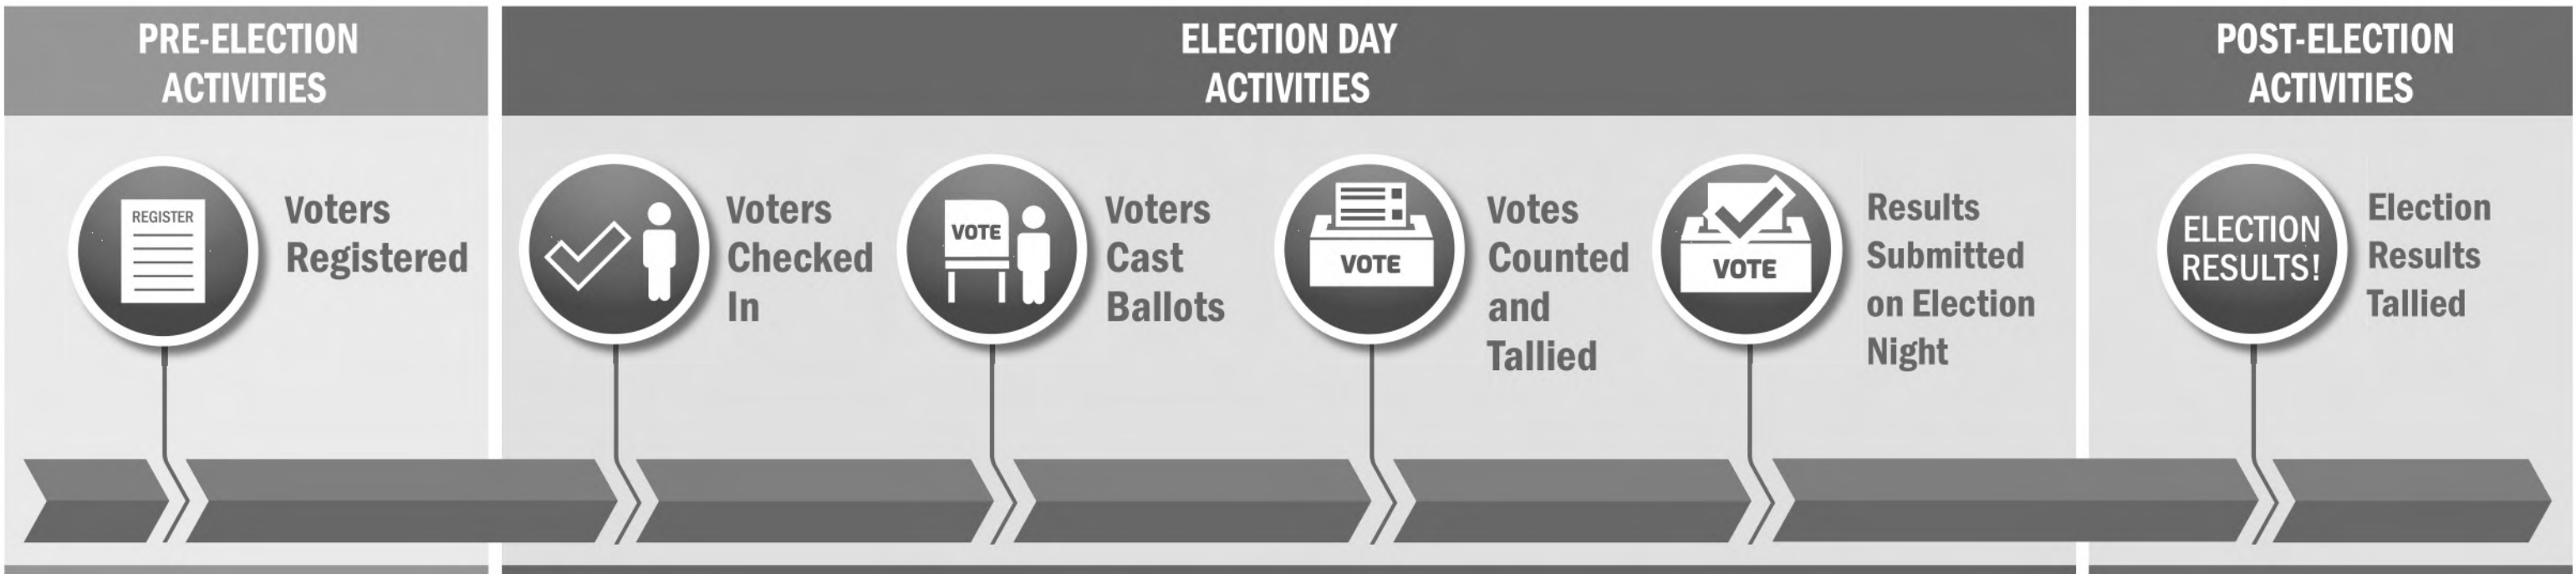 PRE-ELECTION
ACTIVITIES
ELECTION DAY
ACTIVITIES
POST-ELECTION
ACTIVITIES
REGISTER
Voters
Registered
Voters
Checked
In
VOTE
Voters
Cast
Ballots
VOTE
Votes
Counted
and
Tallied
VOTE
Results
Submitted
on Election
Night
ELECTION
RESULTS!
Election
Results
Tallied